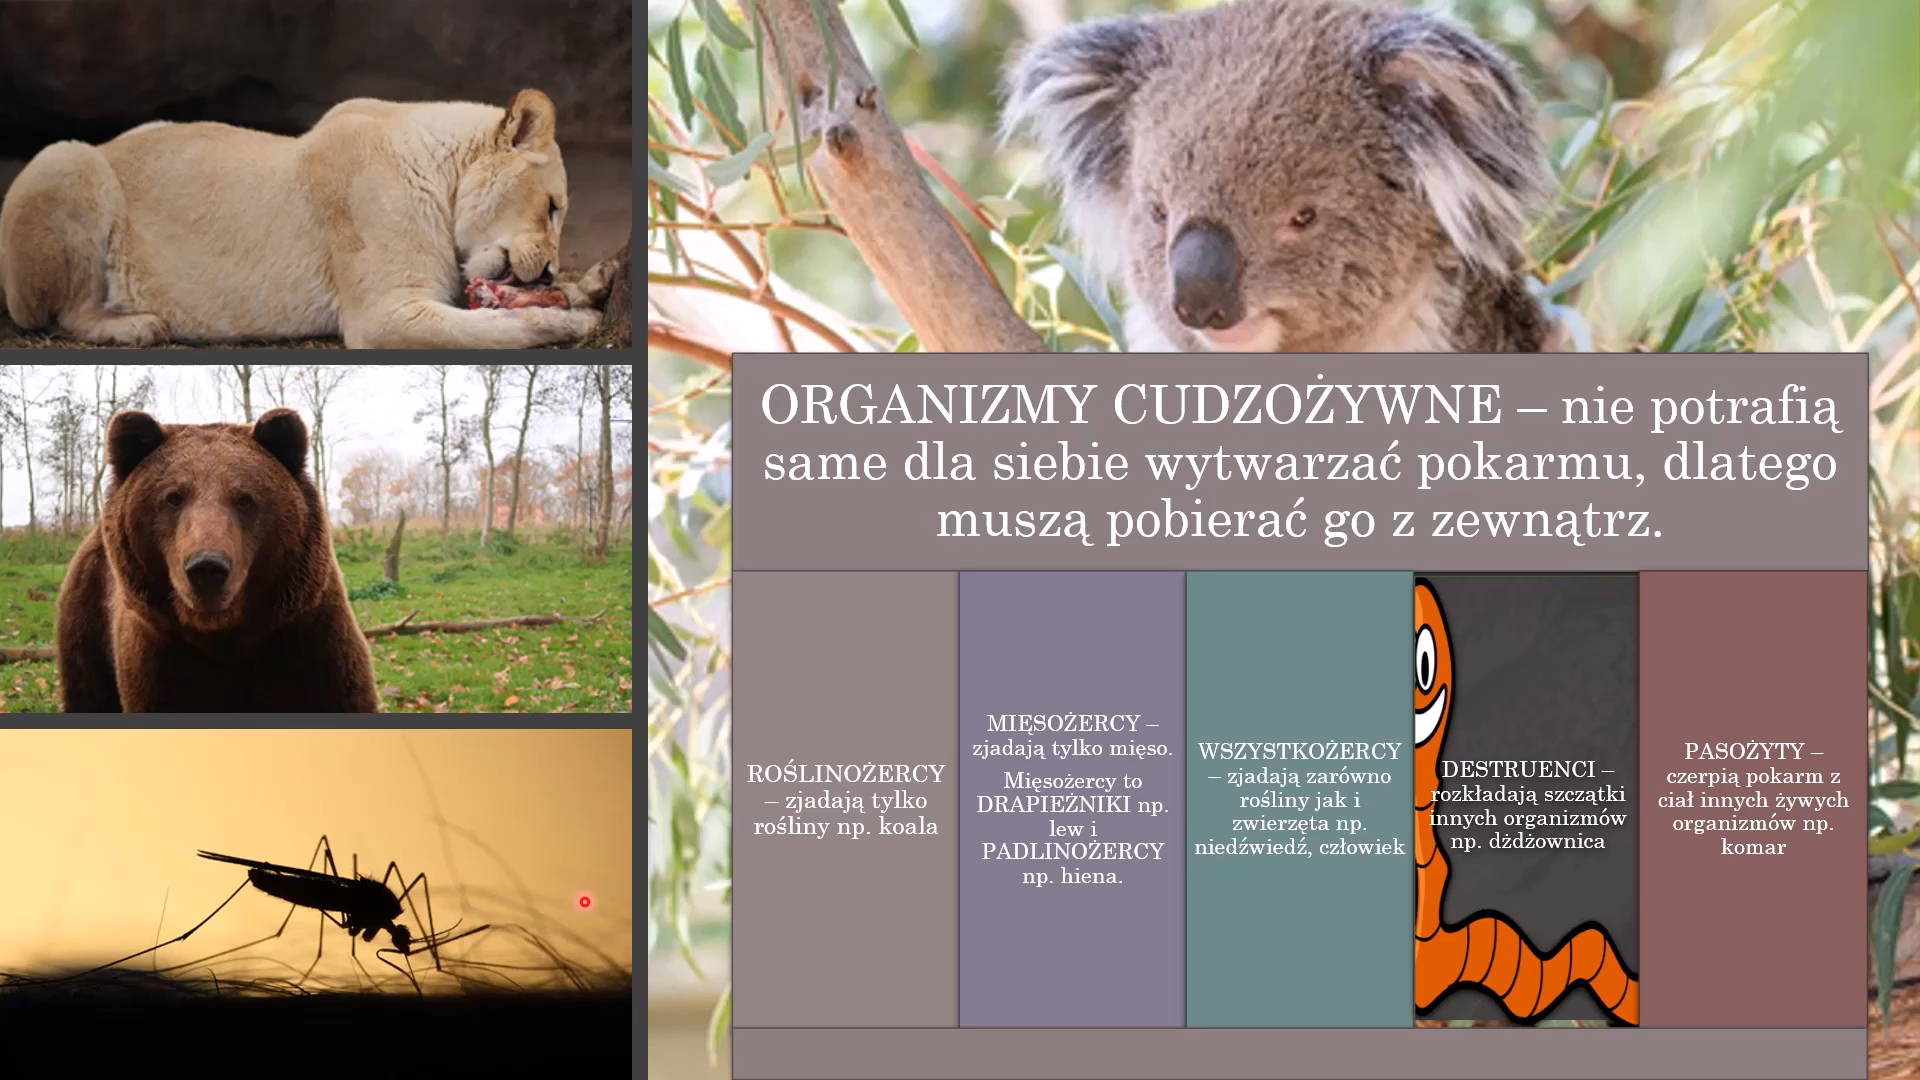 ORGANIZMY CUDZOŻYWNE – nie potrafią
same dla siebie wytwarzać pokarmu, dlatego
muszą pobierać go z zewnątrz.
ROŚLINOŻERCY
– zjadają tylko
rośliny np. koala
MIĘSOŻERCY –
zjadają tylko mięso.
Mięsożercy to
DRAPIEŻNIKI np.
lew i
PADLINOŻERCY
np. hiena.
WSZYSTKOŻERCY
– zjadają zarówno
rośliny jak i
zwierzęta np.
niedźwiedź, człowiek
DESTRUENCI –
rozkładają szczątki
innych organizmów
np. dżdżownica
PASOŻYTY –
czerpią pokarm z
ciał innych żywych
organizmów np.
komar